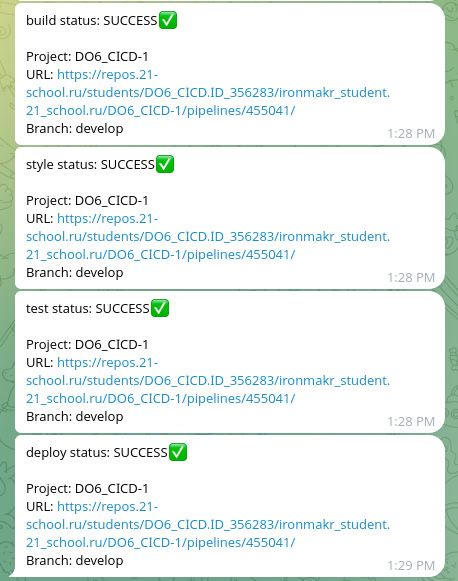 build status: SUCCESS✅
Project: DO6_CICD-1
URL: https://repos.21-
school.ru/students/DO6_CICD.ID_356283/ironmakr_student.
21_school.ru/DO6_CICD-1/pipelines/455041/
Branch: develop
1:28 PM
style status: SUCCESS✅
Project: DO6_CICD-1
URL: https://repos.21-
school.ru/students/DO6_CICD.ID_356283/ironmakr_student.
21_school.ru/DO6_CICD-1/pipelines/455041/
Branch: develop
1:28 PM
test status: SUCCESS✅
Project: DO6_CICD-1
URL: https://repos.21-
school.ru/students/DO6_CICD.ID_356283/ironmakr_student.
21_school.ru/DO6_CICD-1/pipelines/455041/
Branch: develop
1:28 PM
deploy status: SUCCESS✅
Project: DO6_CICD-1
URL: https://repos.21-
school.ru/students/DO6_CICD.ID_356283/ironmakr_student.
21_school.ru/DO6_CICD-1/pipelines/455041/
Branch: develop
1:29 PM